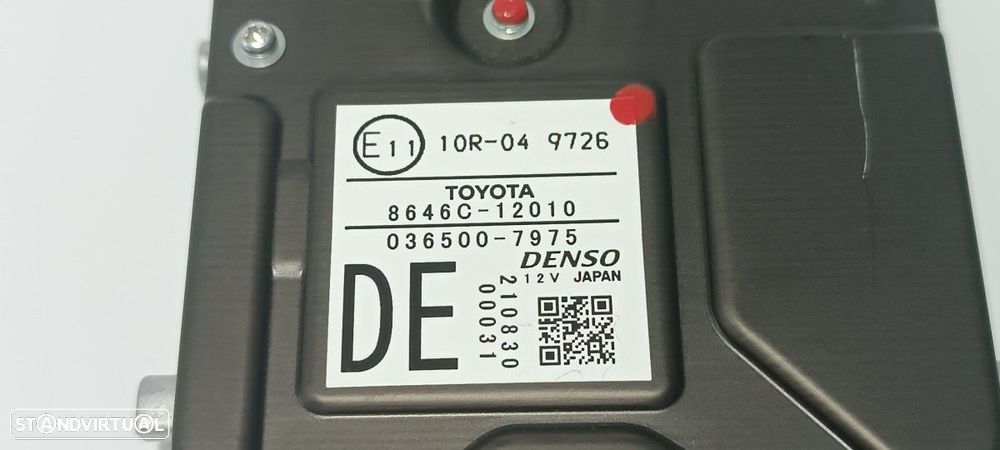 E11 10R-04 9726
TOYOTA
8646C-12010
036500-7975
DENSO
12V JAPAN
DE
210830
00031
STANDVIRTUAL